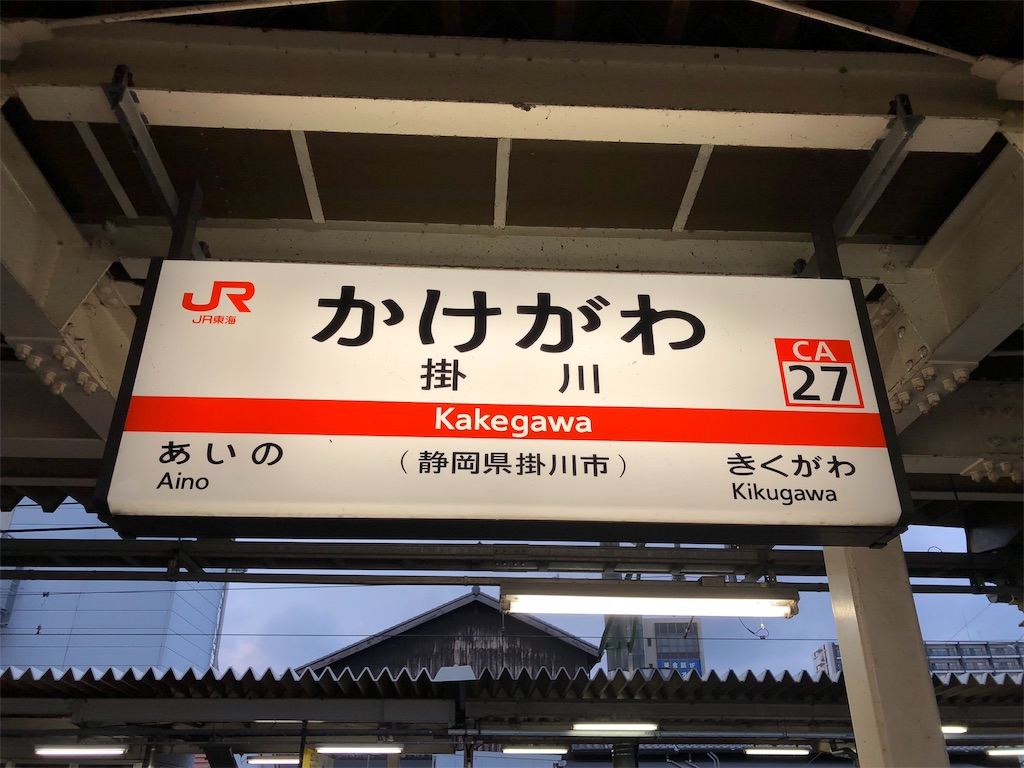 JR
JR東海
かけがわ
掛川
CA
27
Kakegawa
あいの
Aino
(静岡県掛川市)
きくがわ
Kikugawa